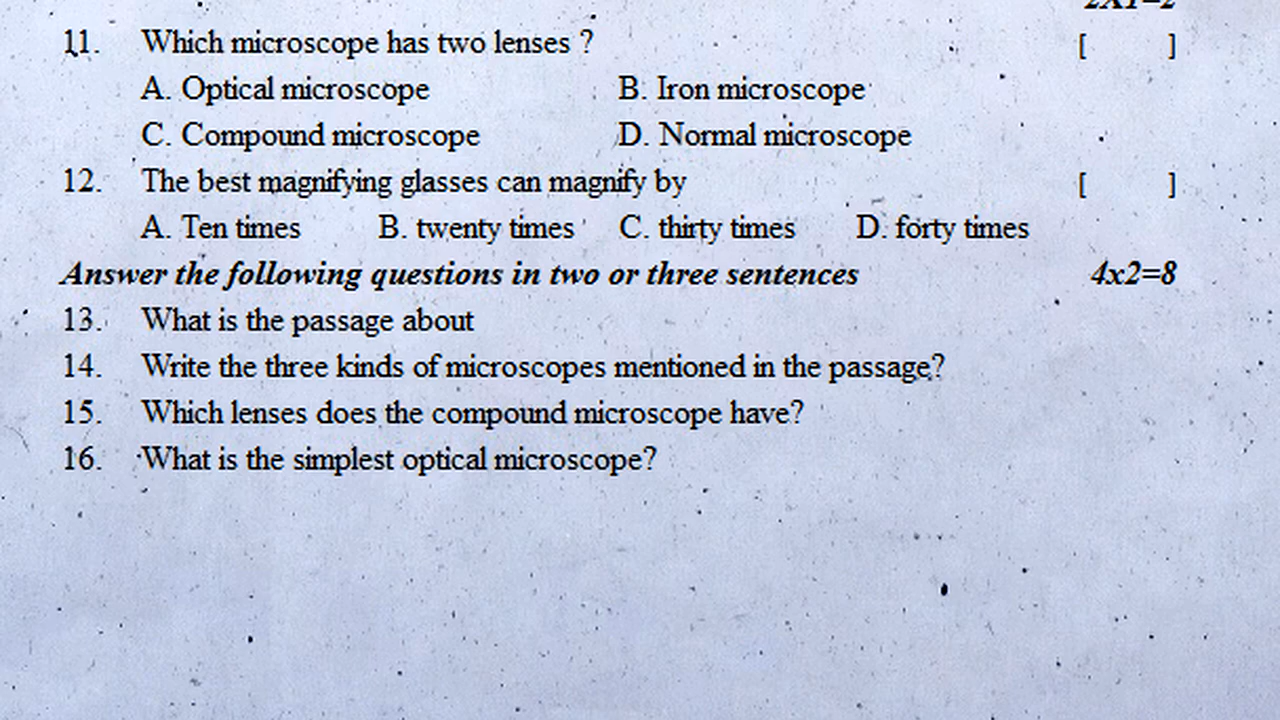 2X1=2
11. Which microscope has two lenses ? [ ]
A. Optical microscope B. Iron microscope
C. Compound microscope D. Normal microscope
12. The best magnifying glasses can magnify by [ ]
A. Ten times B. twenty times C. thirty times D. forty times
Answer the following questions in two or three sentences 4x2=8
13. What is the passage about
14. Write the three kinds of microscopes mentioned in the passage?
15. Which lenses does the compound microscope have?
16. What is the simplest optical microscope?